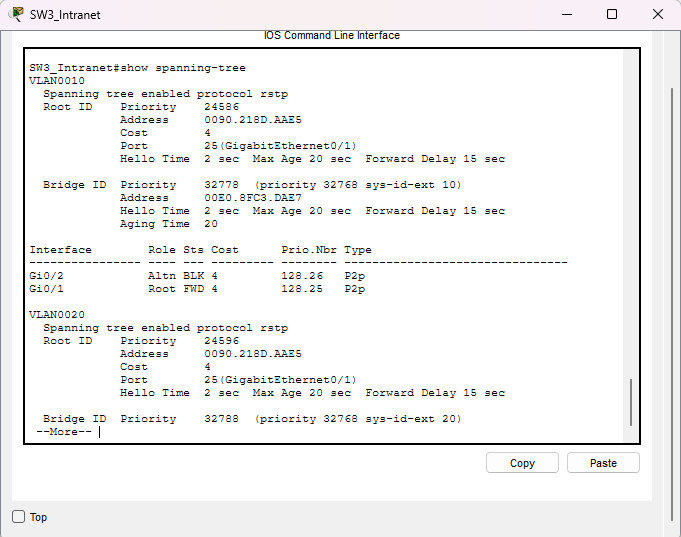 SW3_Intranet
IOS Command Line Interface
SW3_Intranet#show spanning-tree
VLAN0010
  Spanning tree enabled protocol rstp
  Root ID    Priority    24586
             Address     0090.218D.AAE5
             Cost        4
             Port        25(GigabitEthernet0/1)
             Hello Time  2 sec  Max Age 20 sec  Forward Delay 15 sec
  Bridge ID  Priority    32778  (priority 32768 sys-id-ext 10)
             Address     00E0.8FC3.DAE7
             Hello Time  2 sec  Max Age 20 sec  Forward Delay 15 sec
             Aging Time  20
Interface        Role Sts Cost      Prio.Nbr Type
---------------- ---- --- --------- -------- --------------------------------
Gi0/2            Altn BLK 4         128.26   P2p
Gi0/1            Root FWD 4         128.25   P2p
VLAN0020
  Spanning tree enabled protocol rstp
  Root ID    Priority    24596
             Address     0090.218D.AAE5
             Cost        4
             Port        25(GigabitEthernet0/1)
             Hello Time  2 sec  Max Age 20 sec  Forward Delay 15 sec
  Bridge ID  Priority    32788  (priority 32768 sys-id-ext 20)
 --More--
Copy Paste
Top